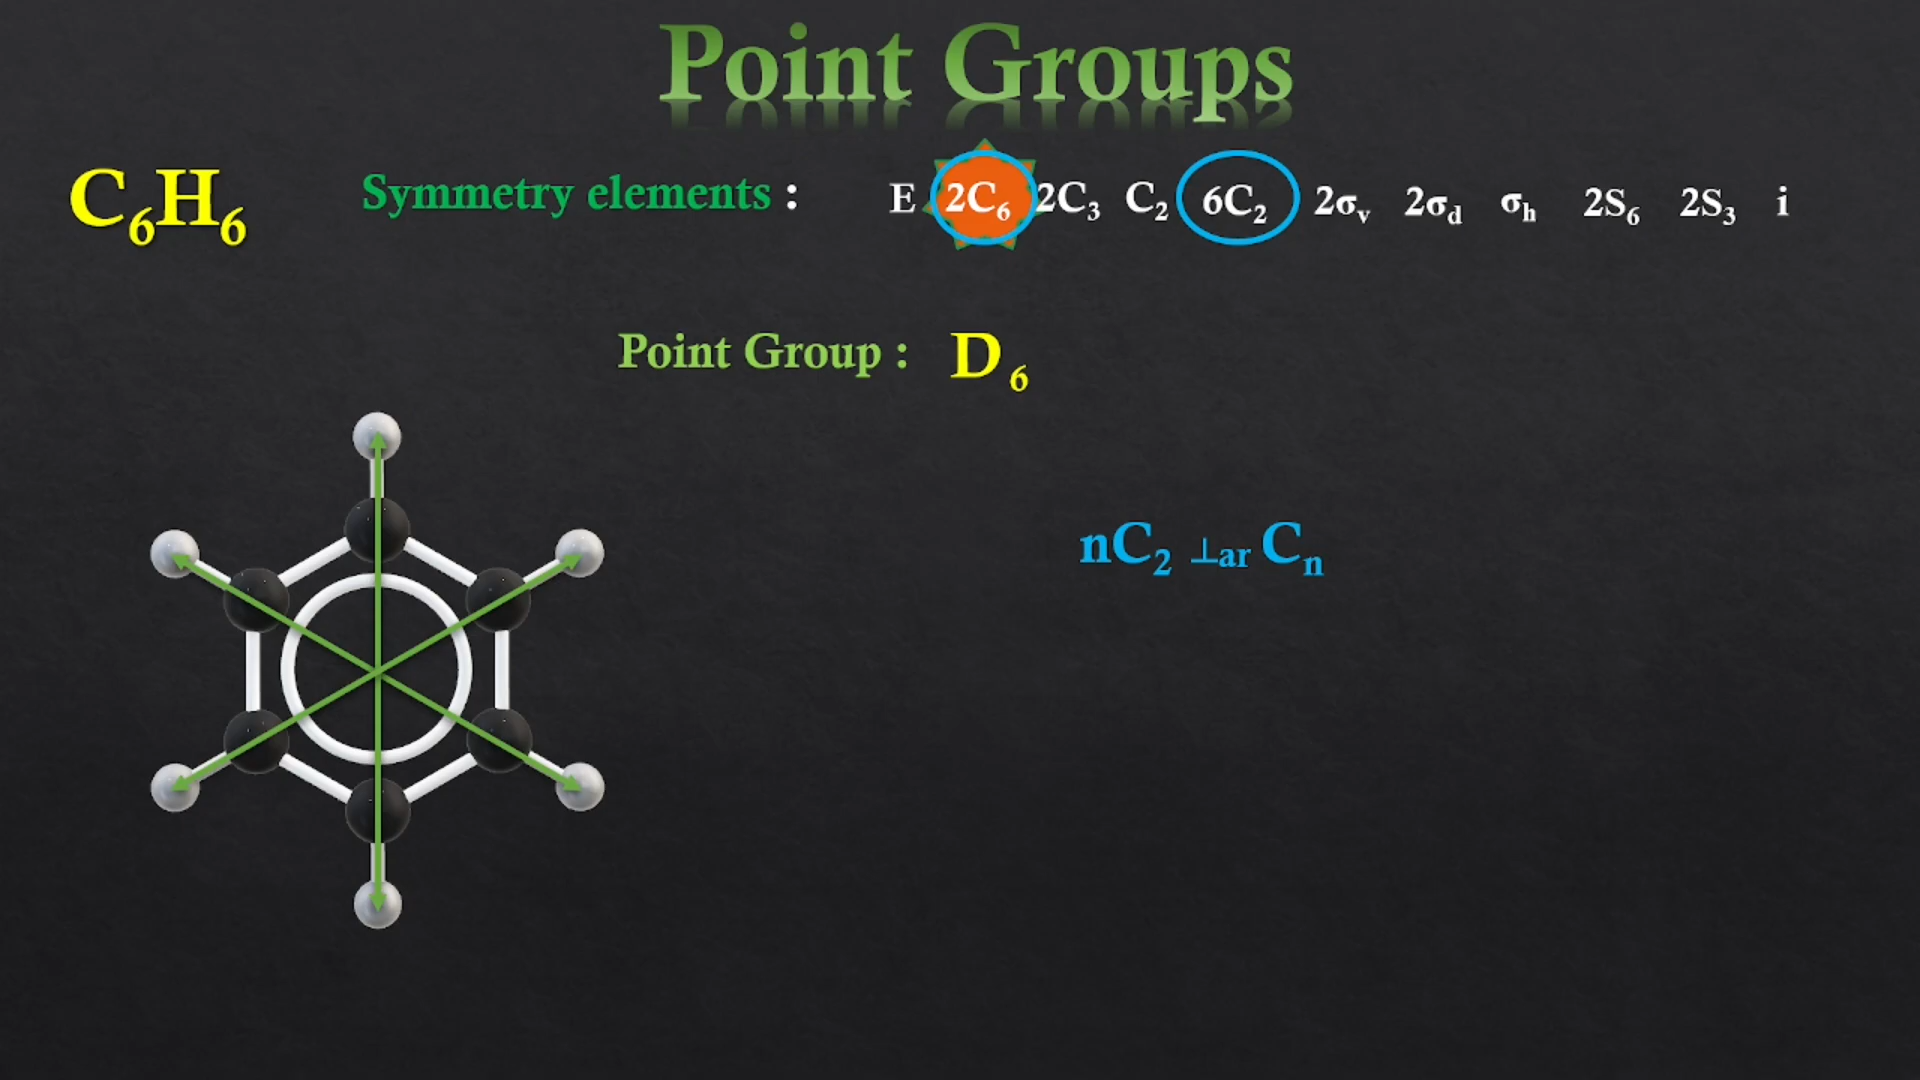 Point Groups
C₆H₆ Symmetry elements : E 2C₆ 2C₃ C₂ 6C₂ 2σᵥ 2σ_d σₕ 2S₆ 2S₃ i
Point Group : D₆
nC₂ ⊥ar Cₙ